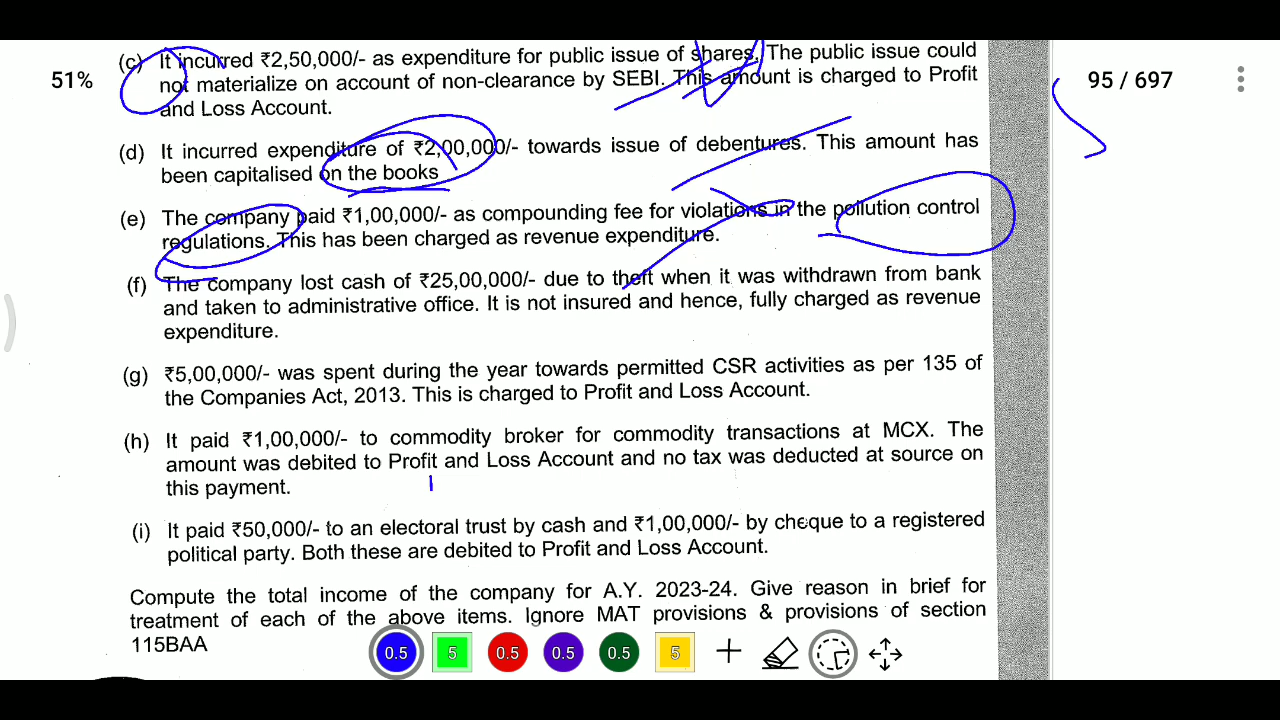 (c) It incurred ₹2,50,000/- as expenditure for public issue of shares. The public issue could
51%
95 / 697
not materialize on account of non-clearance by SEBI. This amount is charged to Profit
and Loss Account.
(d) It incurred expenditure of ₹2,00,000/- towards issue of debentures. This amount has
been capitalised on the books
(e) The company paid ₹1,00,000/- as compounding fee for violations in the pollution control
regulations. This has been charged as revenue expenditure.
(f) The company lost cash of ₹25,00,000/- due to theft when it was withdrawn from bank
and taken to administrative office. It is not insured and hence, fully charged as revenue
expenditure.
(g) ₹5,00,000/- was spent during the year towards permitted CSR activities as per 135 of
the Companies Act, 2013. This is charged to Profit and Loss Account.
(h) It paid ₹1,00,000/- to commodity broker for commodity transactions at MCX. The
amount was debited to Profit and Loss Account and no tax was deducted at source on
this payment.
(i) It paid ₹50,000/- to an electoral trust by cash and ₹1,00,000/- by cheque to a registered
political party. Both these are debited to Profit and Loss Account.
Compute the total income of the company for A.Y. 2023-24. Give reason in brief for
treatment of each of the above items. Ignore MAT provisions & provisions of section
115BAA
0.5 5 0.5 0.5 0.5 5